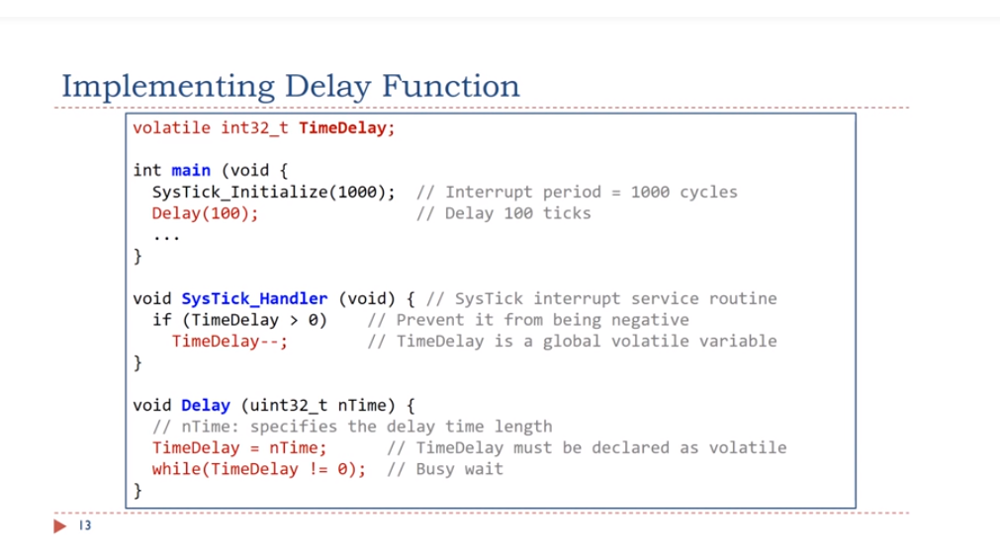 Implementing Delay Function
volatile int32_t TimeDelay;
int main (void {
SysTick_Initialize(1000); // Interrupt period = 1000 cycles
Delay(100); // Delay 100 ticks
...
}
void SysTick_Handler (void) { // SysTick interrupt service routine
if (TimeDelay > 0) // Prevent it from being negative
TimeDelay--; // TimeDelay is a global volatile variable
}
void Delay (uint32_t nTime) {
// nTime: specifies the delay time length
TimeDelay = nTime; // TimeDelay must be declared as volatile
while(TimeDelay != 0); // Busy wait
}
13